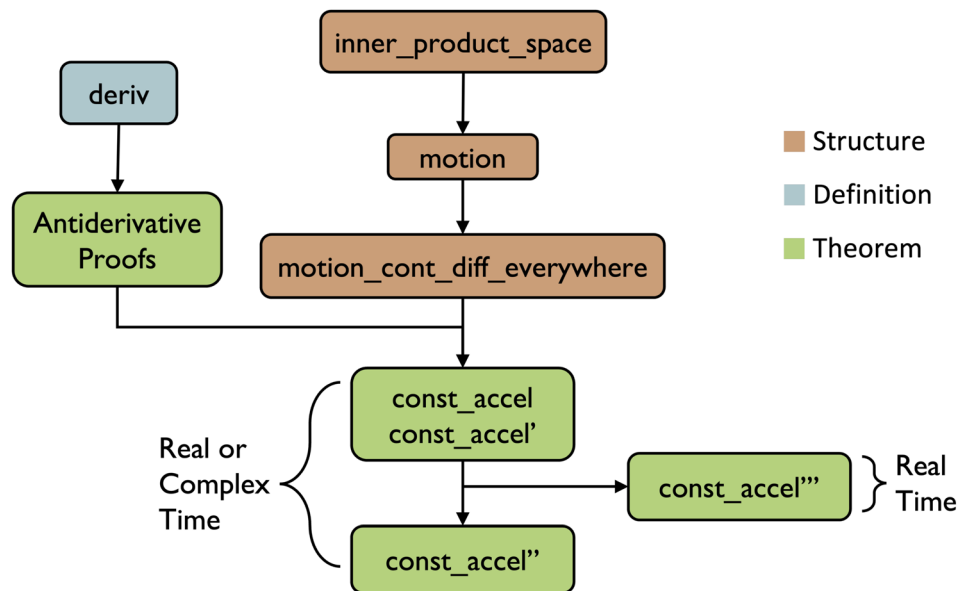 inner_product_space
deriv
motion
Structure
Definition
Theorem
Antiderivative
Proofs
motion_cont_diff_everywhere
const_accel
const_accel’
Real or
Complex
Time
const_accel’’’
Real
Time
const_accel’’